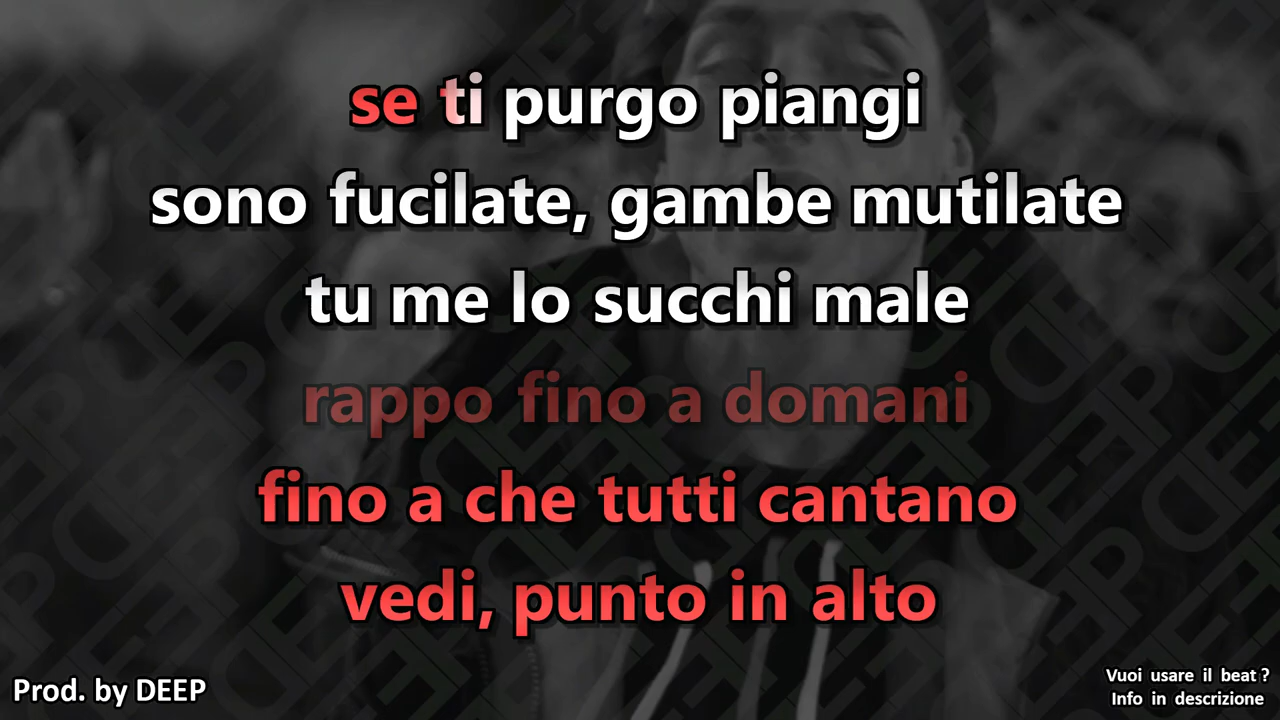 se ti purgo piangi
sono fucilate, gambe mutilate
tu me lo succhi male
rappo fino a domani
fino a che tutti cantano
vedi, punto in alto
Prod. by DEEP
Vuoi usare il beat ?
Info in descrizione